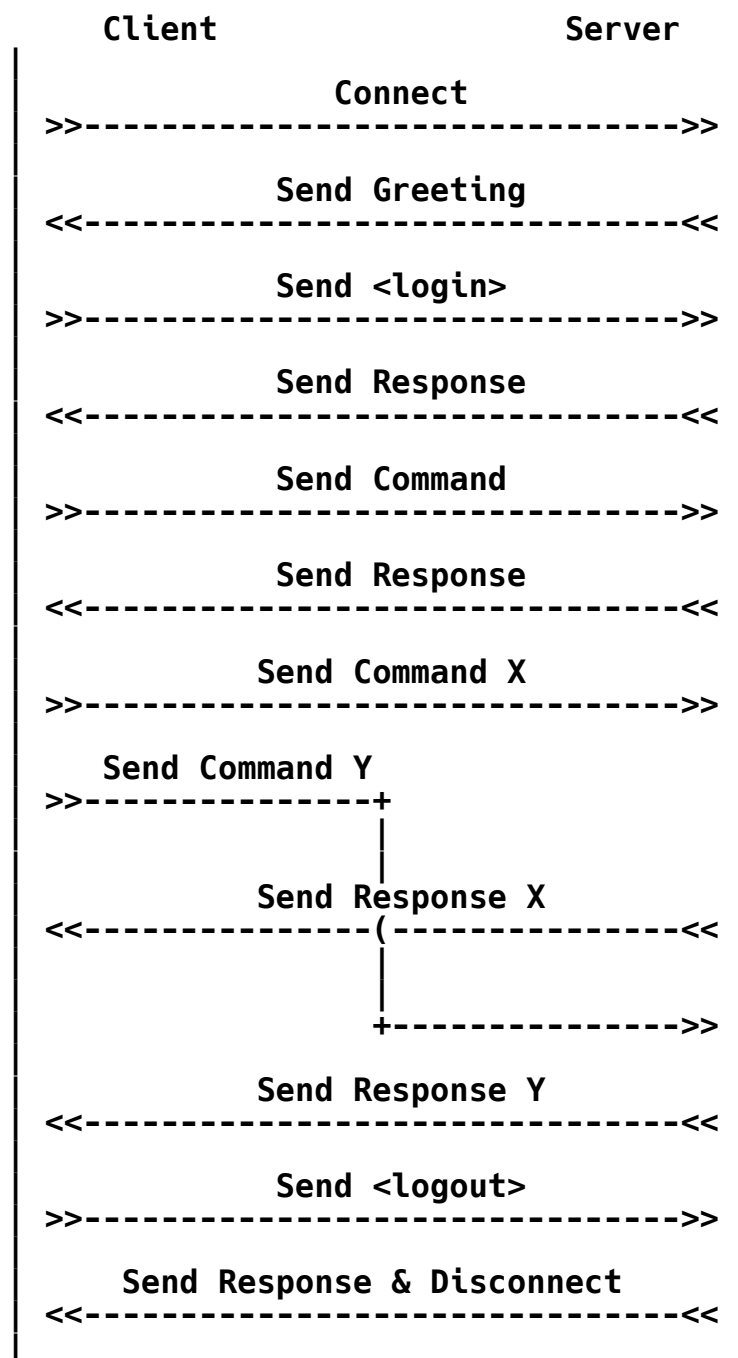 Client Server
Connect
>>------------------------------->>
Send Greeting
<<-------------------------------<<
Send <login>
>>------------------------------->>
Send Response
<<-------------------------------<<
Send Command
>>------------------------------->>
Send Response
<<-------------------------------<<
Send Command X
>>------------------------------->>
Send Command Y
>>---------------+
|
|
Send Response X
<<---------------(---------------<<
|
|
+--------------->>
Send Response Y
<<-------------------------------<<
Send <logout>
>>------------------------------->>
Send Response & Disconnect
<<-------------------------------<<